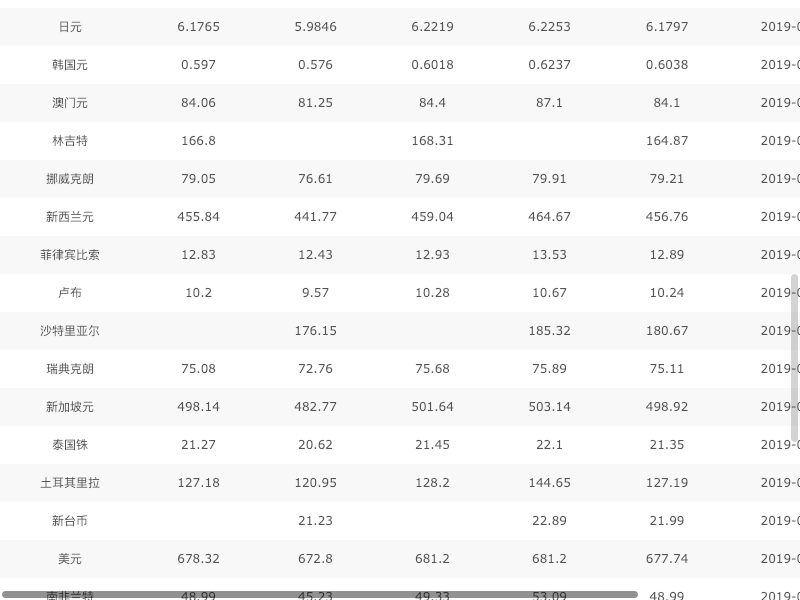 日元 6.1765 5.9846 6.2219 6.2253 6.1797 2019-0
韩国元 0.597 0.576 0.6018 0.6237 0.6038 2019-0
澳门元 84.06 81.25 84.4 87.1 84.1 2019-0
林吉特 166.8 168.31 164.87 2019-0
挪威克朗 79.05 76.61 79.69 79.91 79.21 2019-0
新西兰元 455.84 441.77 459.04 464.67 456.76 2019-0
菲律宾比索 12.83 12.43 12.93 13.53 12.89 2019-0
卢布 10.2 9.57 10.28 10.67 10.24 2019-0
沙特里亚尔 176.15 185.32 180.67 2019-0
瑞典克朗 75.08 72.76 75.68 75.89 75.11 2019-0
新加坡元 498.14 482.77 501.64 503.14 498.92 2019-0
泰国铢 21.27 20.62 21.45 22.1 21.35 2019-0
土耳其里拉 127.18 120.95 128.2 144.65 127.19 2019-0
新台币 21.23 22.89 21.99 2019-0
美元 678.32 672.8 681.2 681.2 677.74 2019-0
南非兰特 48.99 45.23 49.33 53.09 48.99 2019-0